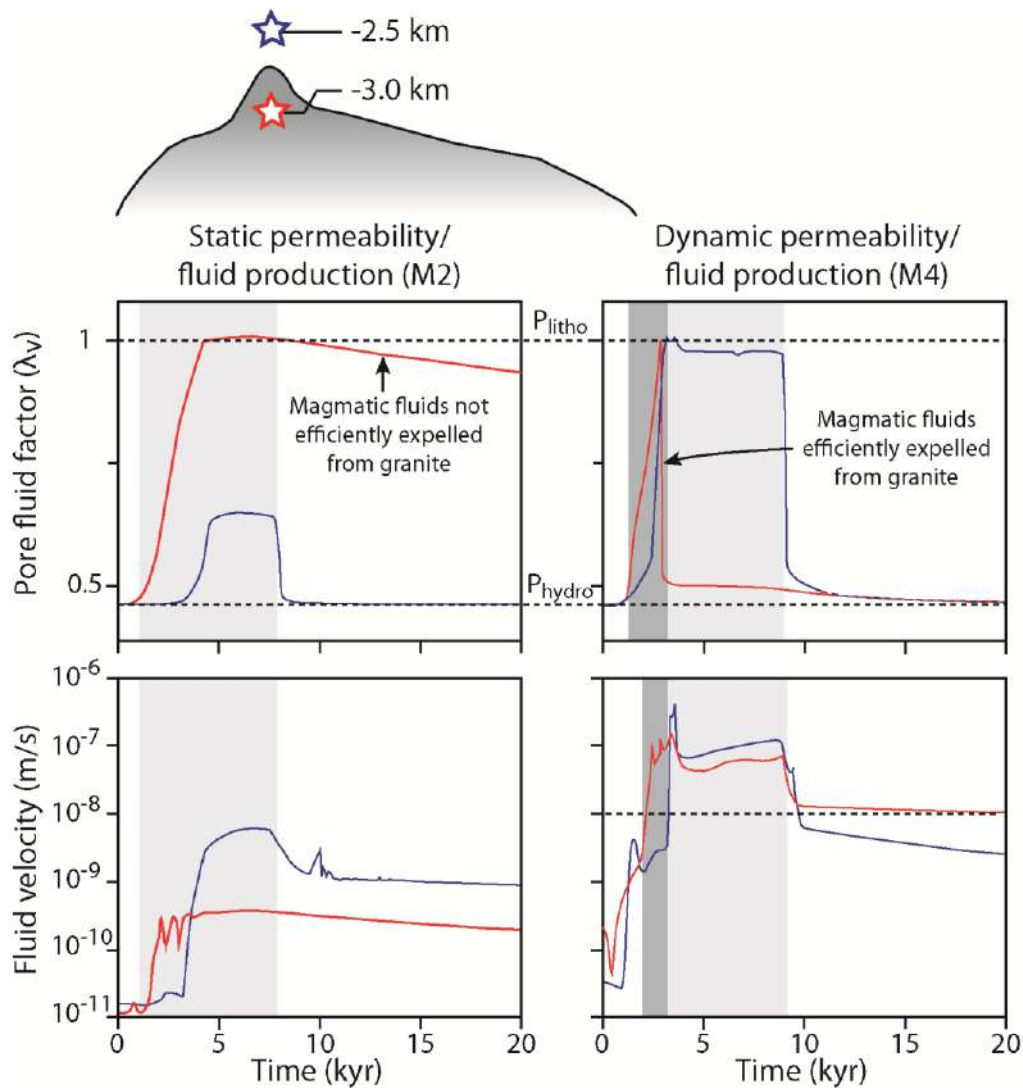 -2.5 km
-3.0 km
Static permeability/
fluid production (M2)
Dynamic permeability/
fluid production (M4)
Pore fluid factor (λv)
1
0.5
Plitho
Phydro
Magmatic fluids not
efficiently expelled
from granite
Magmatic fluids
efficiently expelled
from granite
Fluid velocity (m/s)
10-6
10-7
10-8
10-9
10-10
10-11
0 5 10 15 20
Time (kyr)
0 5 10 15 20
Time (kyr)